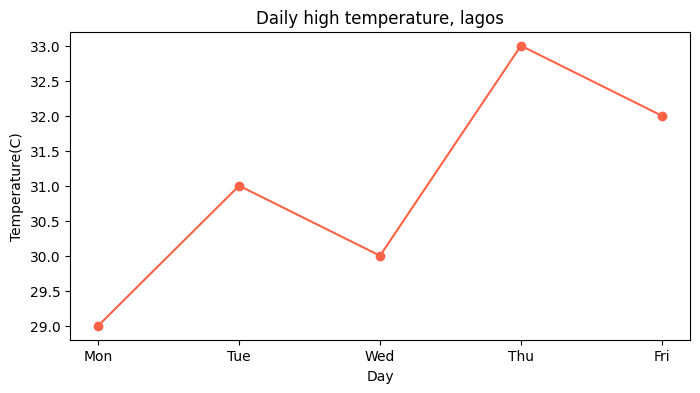 Daily high temperature, lagos
Temperature(C)
33.0
32.5
32.0
31.5
31.0
30.5
30.0
29.5
29.0
Mon Tue Wed Thu Fri
Day